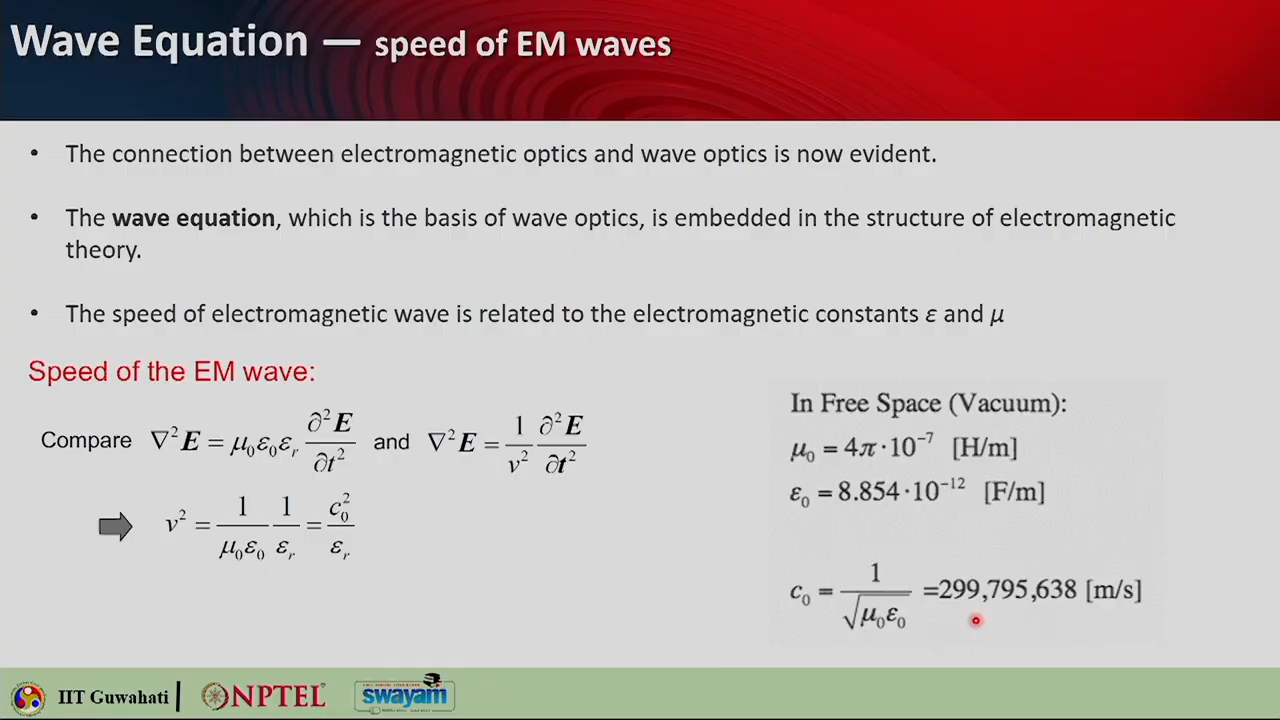 Wave Equation — speed of EM waves
• The connection between electromagnetic optics and wave optics is now evident.
• The wave equation, which is the basis of wave optics, is embedded in the structure of electromagnetic
theory.
• The speed of electromagnetic wave is related to the electromagnetic constants ε and μ
Speed of the EM wave:
Compare ∇²E = μ₀ε₀εᵣ ∂²E/∂t² and ∇²E = 1/v² ∂²E/∂t²
v² = 1/μ₀ε₀ 1/εᵣ = c₀²/εᵣ
In Free Space (Vacuum):
μ₀ = 4π·10⁻⁷ [H/m]
ε₀ = 8.854·10⁻¹² [F/m]
c₀ = 1/√μ₀ε₀ =299,795,638 [m/s]
IIT Guwahati NPTEL swayam